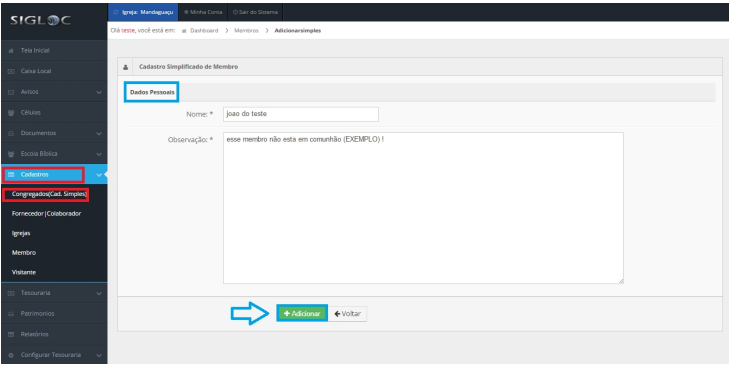 SIGLOC
Igreja: Mandaguaçu
Minha Conta
Sair do Sistema
Olá teste, você está em: Dashboard > Membros > Adicionarsimples
Tela Inicial
Caixa Local
Avisos
Células
Documentos
Escola Bíblica
Cadastros
Congregados(Cad. Simples)
Fornecedor|Colaborador
Igrejas
Membro
Visitante
Tesouraria
Patrimonios
Relatórios
Configurar Tesouraria
Cadastro Simplificado de Membro
Dados Pessoais
Nome: * joao do teste
Observação: * esse membro não esta em comunhão (EXEMPLO) !
+ Adicionar
Voltar